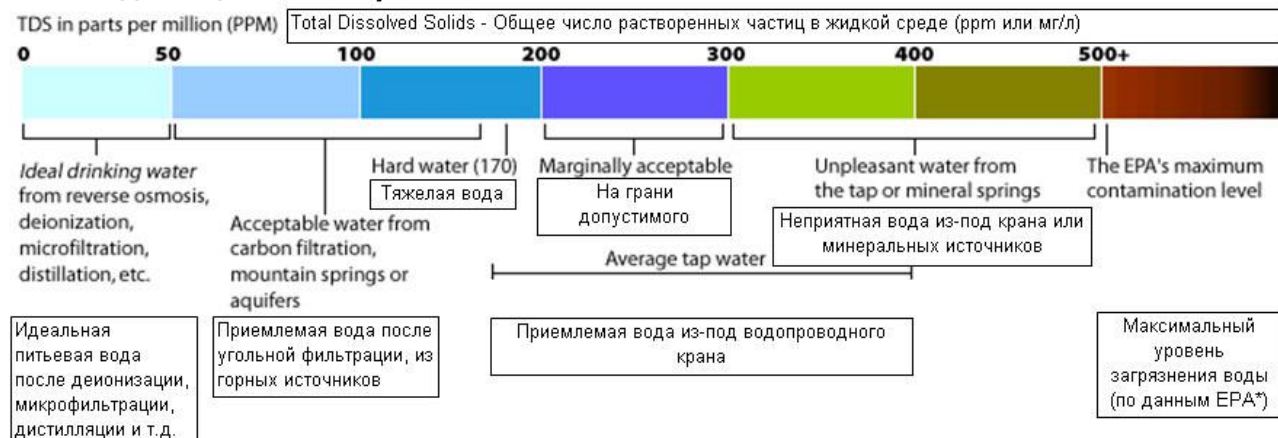 TDS in parts per million (PPM)
Total Dissolved Solids - Общее число растворенных частиц в жидкой среде (ppm или мг/л)
0 50 100 200 300 400 500+
Ideal drinking water
from reverse osmosis,
deionization,
microfiltration,
distillation, etc.
Идеальная
питьевая вода
после деионизации,
микрофильтрации,
дистилляции и т.д.
Acceptable water from
carbon filtration,
mountain springs or
aquifers
Приемлемая вода после
угольной фильтрации, из
горных источников
Hard water (170)
Тяжелая вода
Marginally acceptable
На грани
допустимого
Average tap water
Приемлемая вода из-под водопроводного
крана
Unpleasant water from
the tap or mineral springs
Неприятная вода из-под крана или
минеральных источников
The EPA's maximum
contamination level
Максимальный
уровень
загрязнения воды
(по данным EPA*)